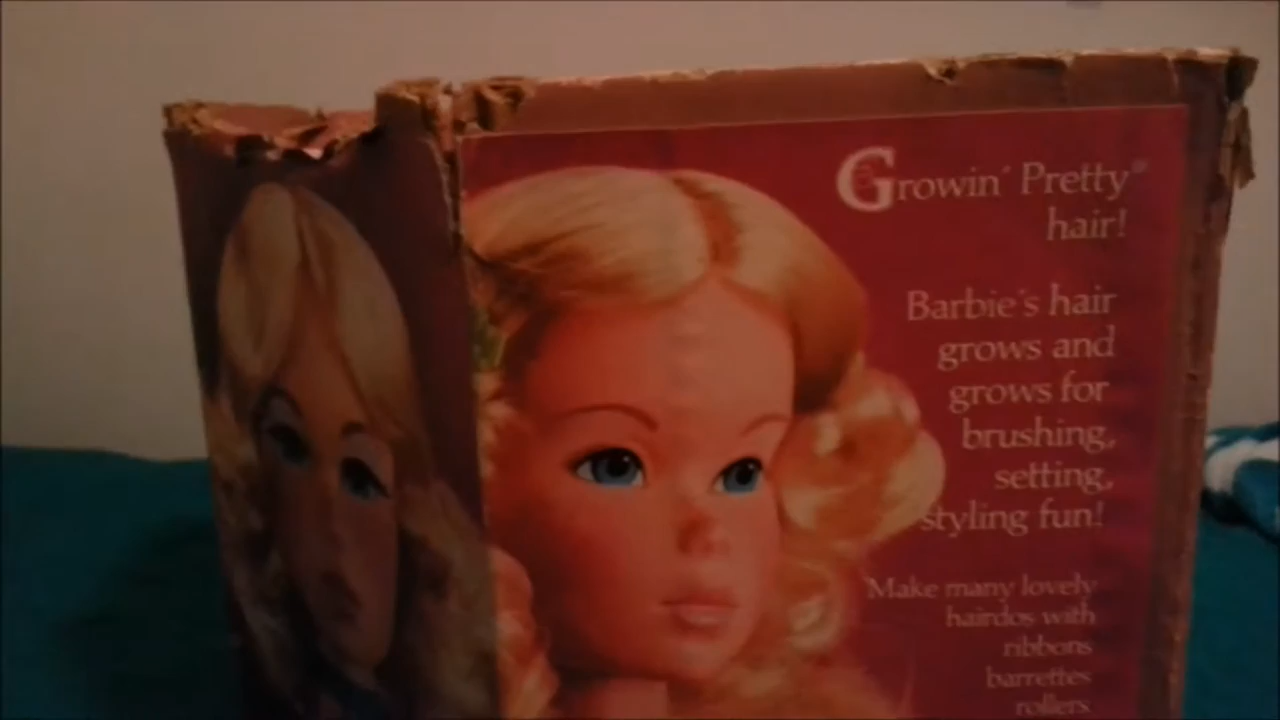 Growin' Pretty®
hair!
Barbie's hair
grows and
grows for
brushing,
setting,
styling fun!
Make many lovely
hairdos with
ribbons
barrettes
rollers